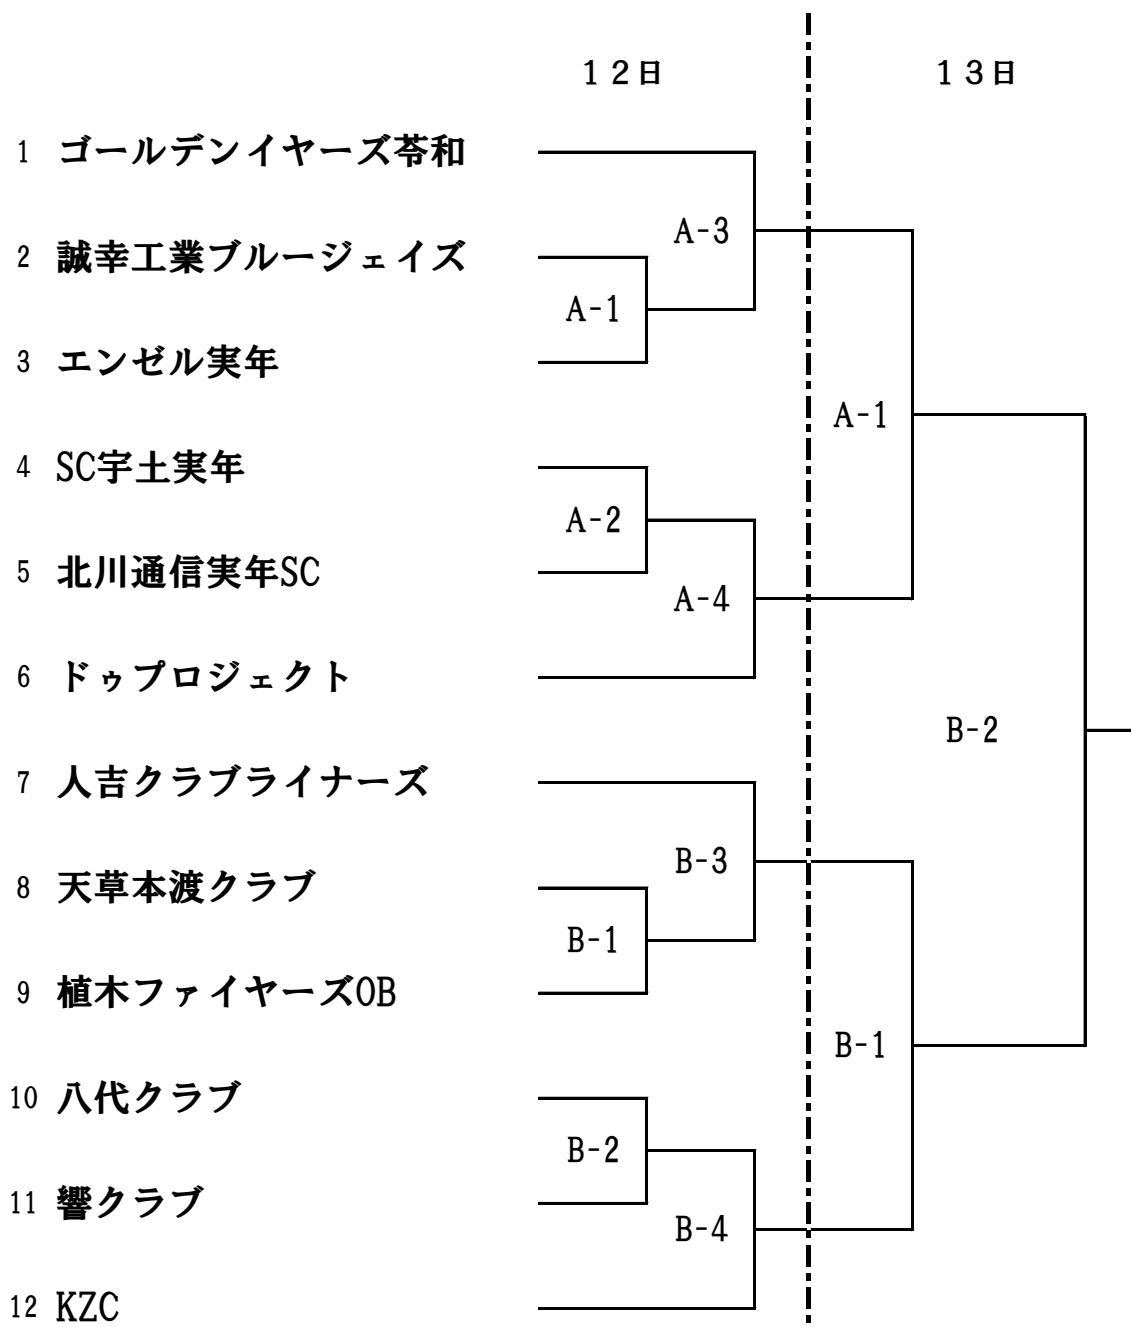 １２日 １３日
1 ゴールデンイヤーズ苓和
A-3
2 誠幸工業ブルージェイズ
A-1
3 エンゼル実年
A-1
4 SC宇土実年
A-2
5 北川通信実年SC
A-4
6 ドゥプロジェクト
B-2
7 人吉クラブライナーズ
B-3
8 天草本渡クラブ
B-1
9 植木ファイヤーズOB
B-1
10 八代クラブ
B-2
11 響クラブ
B-4
12 KZC